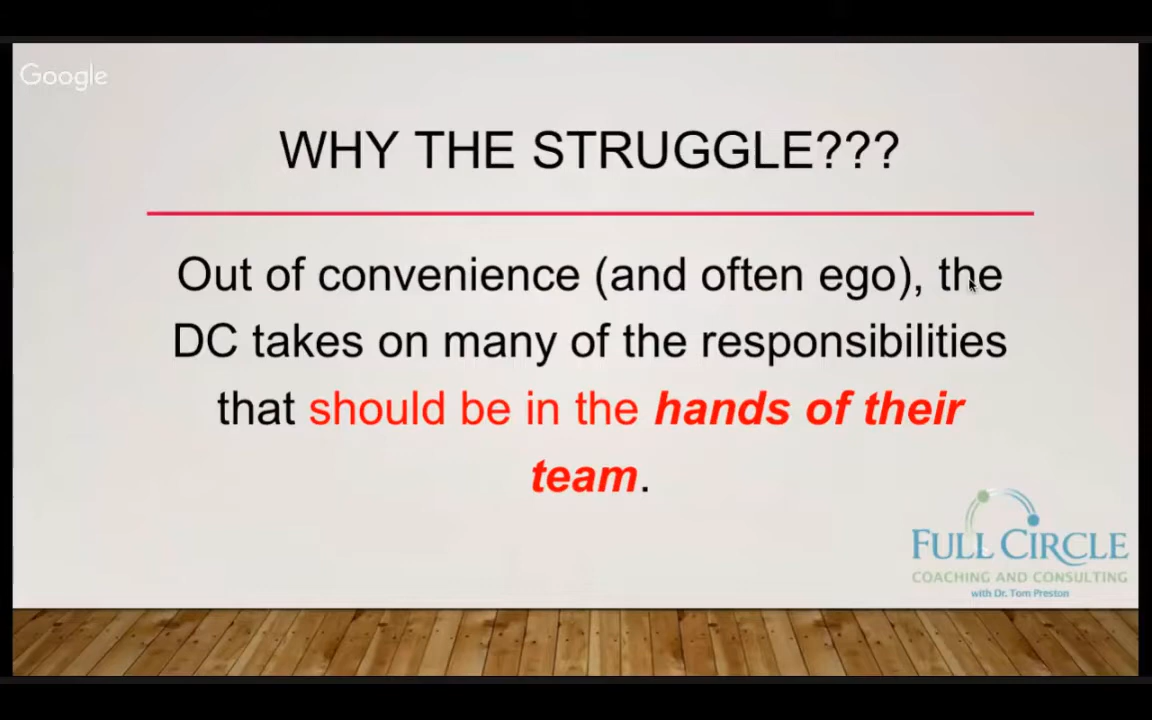 Google
WHY THE STRUGGLE???
Out of convenience (and often ego), the
DC takes on many of the responsibilities
that should be in the hands of their
team.
FULL CIRCLE
COACHING AND CONSULTING
with Dr. Tom Preston